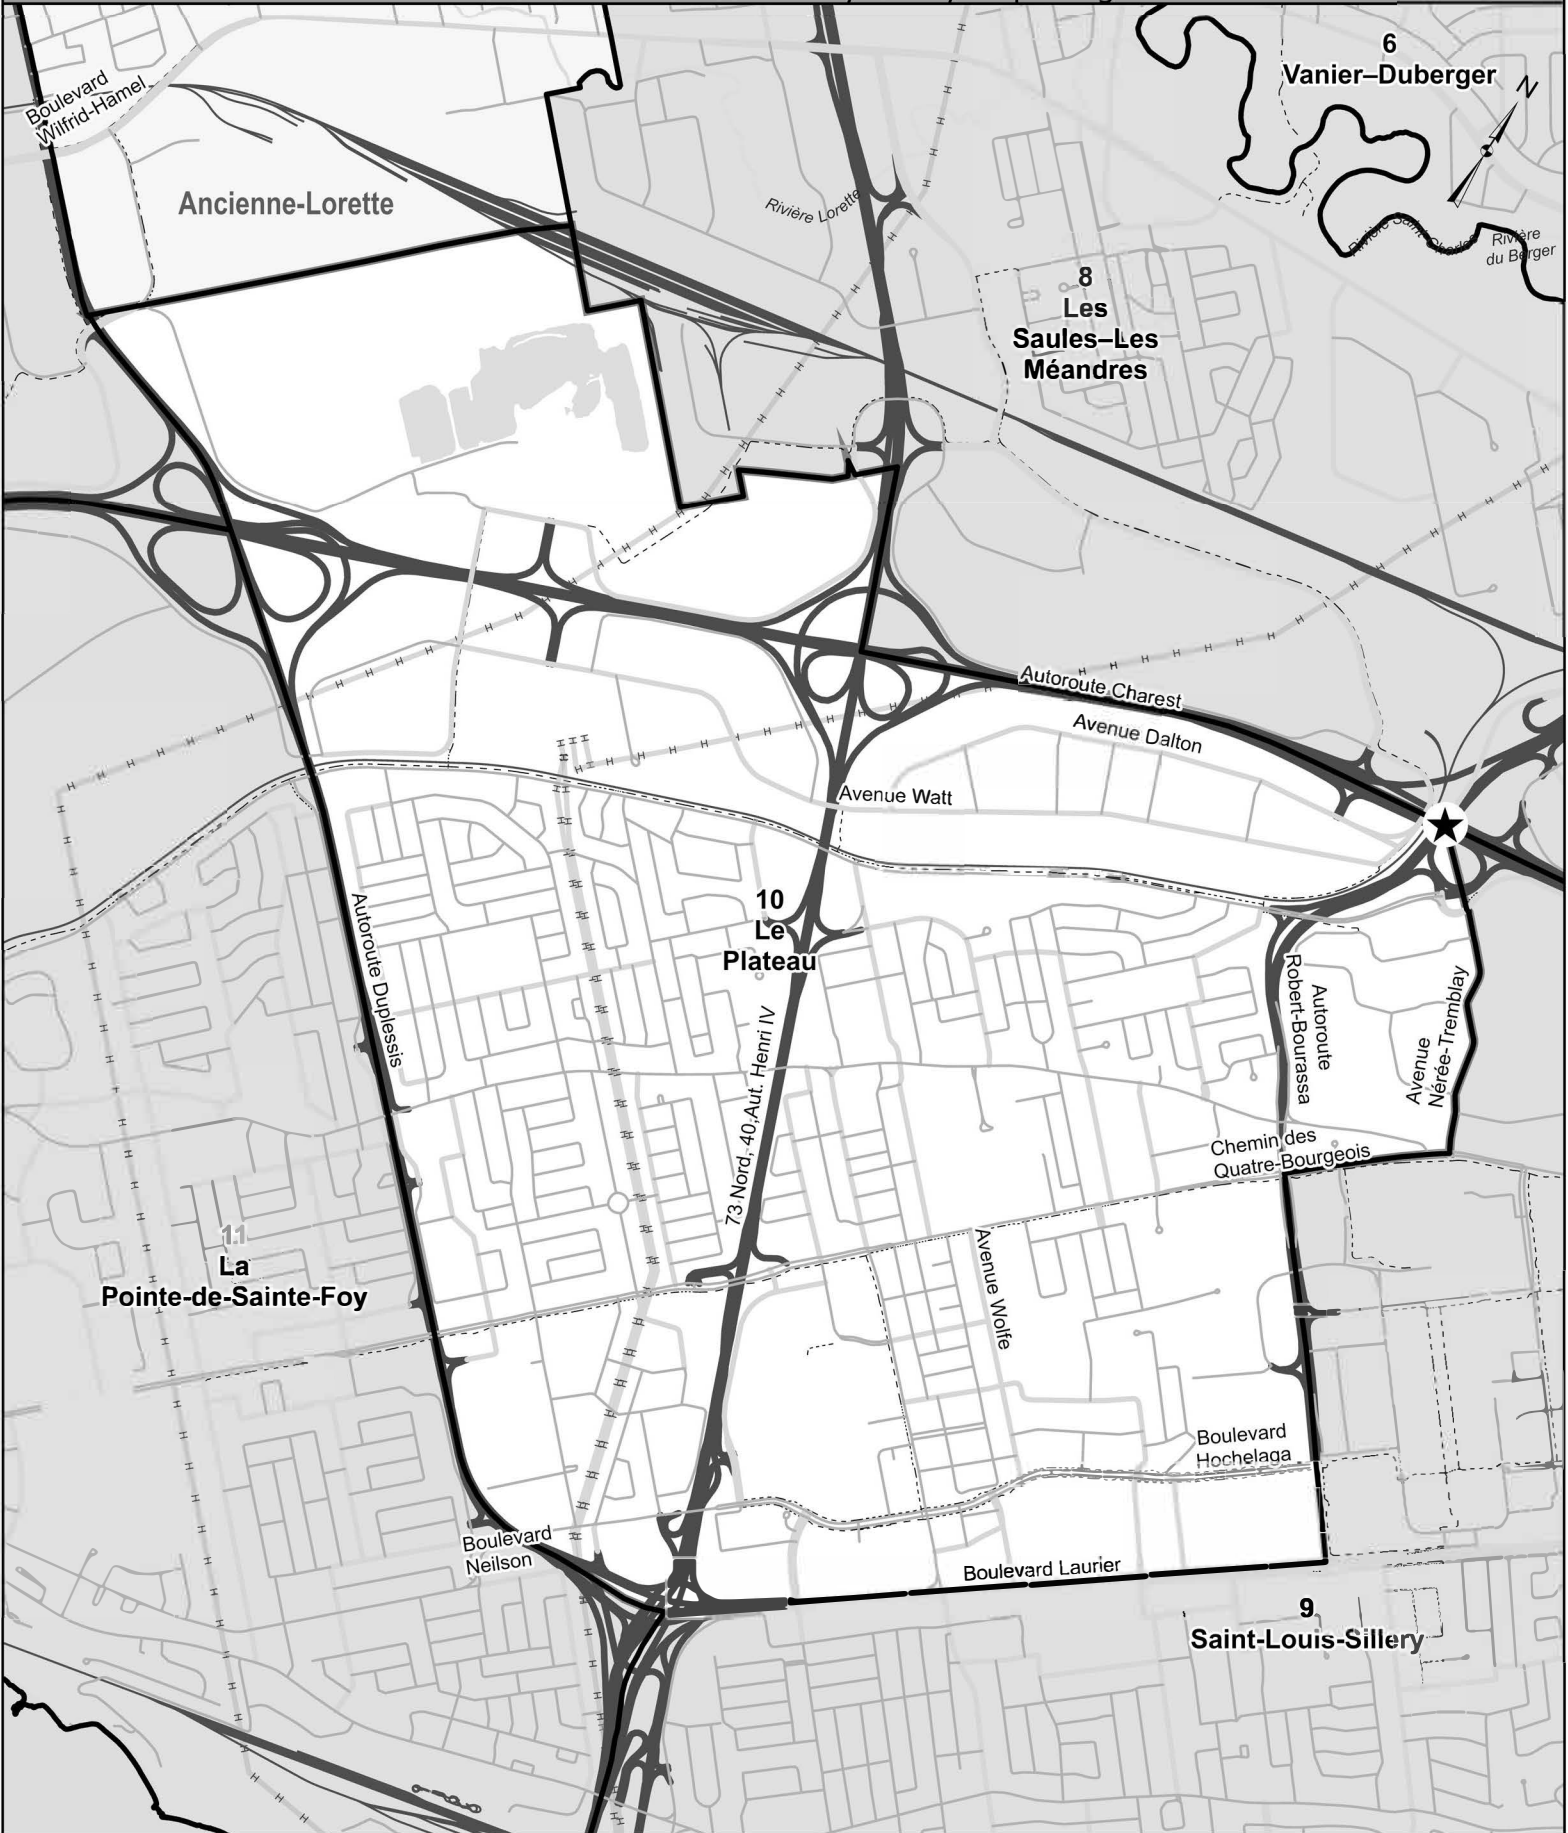 6
Vanier–Duberger
N
Boulevard
Wilfrid-Hamel
Ancienne-Lorette
Rivière Lorette
Rivière Saint-Charles
Rivière
du Berger
8
Les
Saules–Les
Méandres
Autoroute Charest
Avenue Dalton
Avenue Watt
10
Le
Plateau
Autoroute Duplessis
73 Nord, 40,Aut. Henri IV
Autoroute
Robert-Bourassa
Avenue
Nérée-Tremblay
Chemin des
Quatre-Bourgeois
11
La
Pointe-de-Sainte-Foy
Avenue Wolfe
Boulevard
Hochelaga
Boulevard
Neilson
Boulevard Laurier
9
Saint-Louis-Sillery